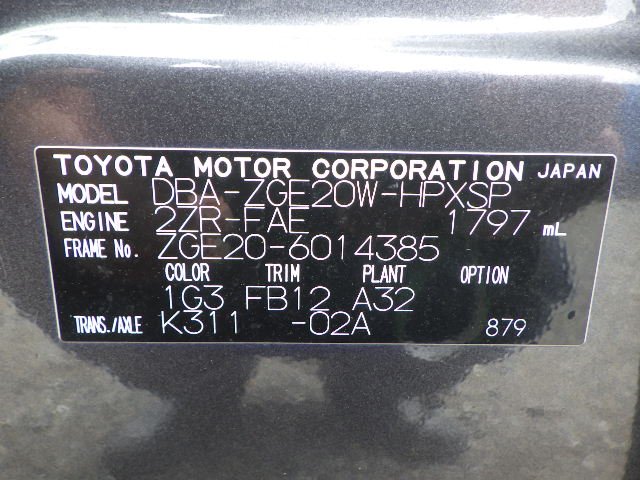 TOYOTA MOTOR CORPORATION JAPAN
MODEL DBA-ZGE20W-HPXSP
ENGINE 2ZR-FAE 1797 mL
FRAME No. ZGE20-6014385
COLOR TRIM PLANT OPTION
1G3 FB12 A32
TRANS./AXLE K311 -02A 879